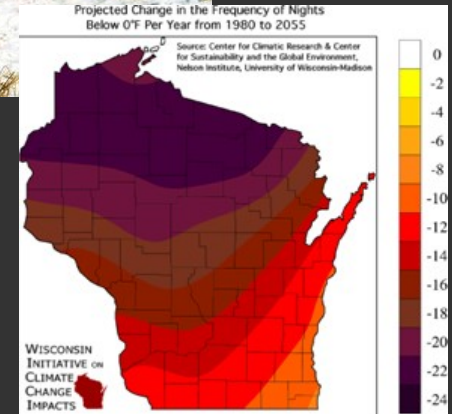 Projected Change in the Frequency of Nights
Below 0°F Per Year from 1980 to 2055
Source: Center for Climatic Research & Center
for Sustainability and the Global Environment,
Nelson Institute, University of Wisconsin-Madison
0
-2
-4
-6
-8
-10
-12
-14
-16
-18
-20
-22
-24
WISCONSIN
INITIATIVE ON
CLIMATE
CHANGE
IMPACTS